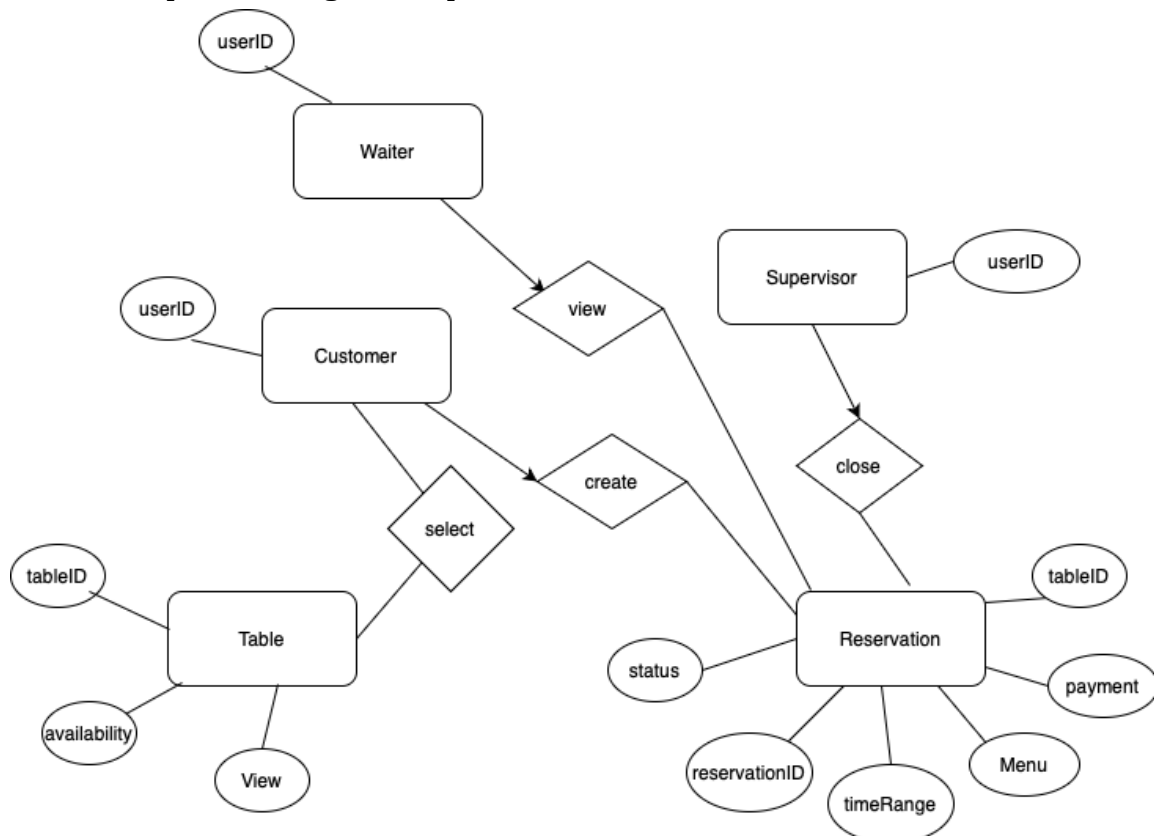 userID
Waiter
Supervisor
userID
userID
view
Customer
close
create
select
tableID
tableID
Table
Reservation
status
payment
availability
View
reservationID
Menu
timeRange